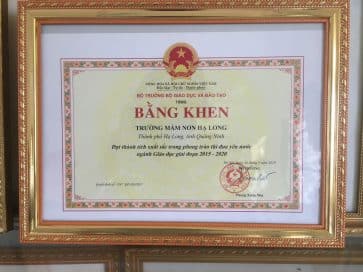 CỘNG HÒA XÃ HỘI CHỦ NGHĨA VIỆT NAM
Độc lập - Tự do - Hạnh phúc
BỘ TRƯỞNG BỘ GIÁO DỤC VÀ ĐÀO TẠO
TẶNG
BẰNG KHEN
TRƯỜNG MẦM NON HẠ LONG
Thành phố Hạ Long, tỉnh Quảng Ninh
Đạt thành tích xuất sắc trong phong trào thi đua yêu nước
ngành Giáo dục giai đoạn 2015 - 2020